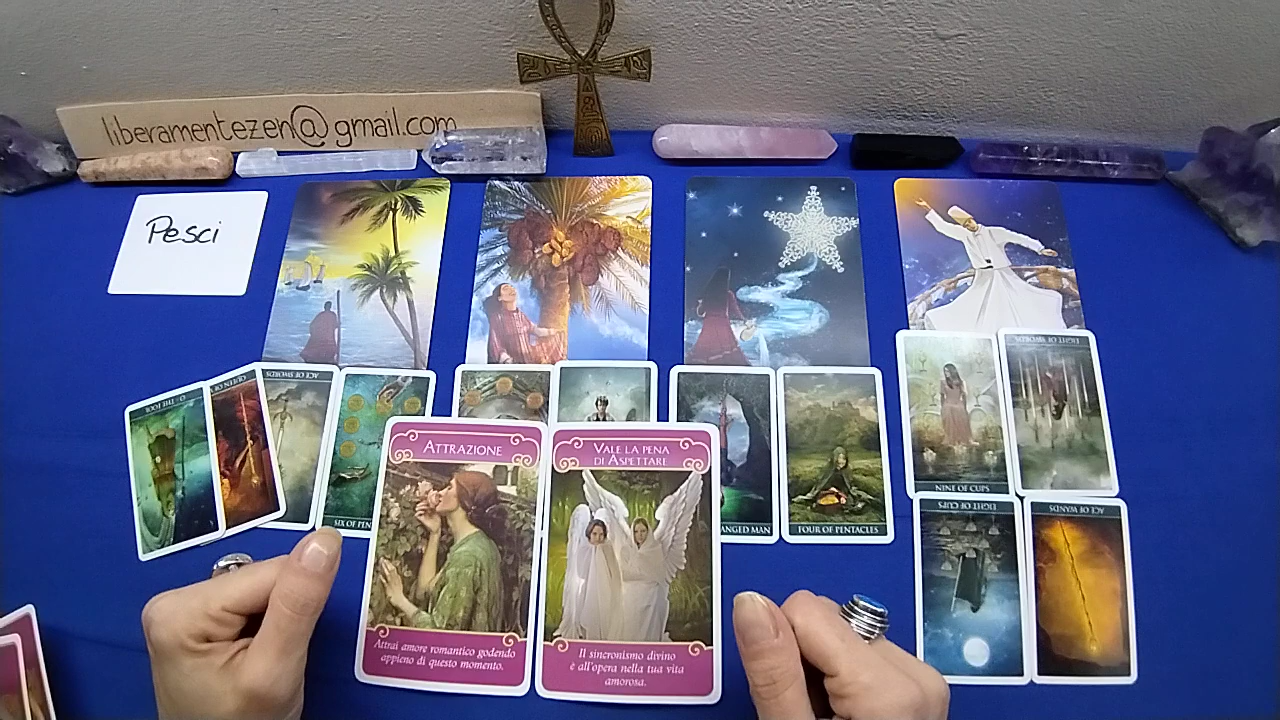 liberamentezen@gmail.com
Pesci
O - THE FOOL
QUEEN OF
ACE OF SWORDS
SIX OF PEN
ANGED MAN
FOUR OF PENTACLES
NINE OF CUPS
EIGHT OF SWORDS
EIGHT OF CUPS
ACE OF WANDS
ATTRAZIONE
Attrai amore romantico godendo
appieno di questo momento.
VALE LA PENA
DI ASPETTARE
Il sincronismo divino
è all'opera nella tua vita
amorosa.